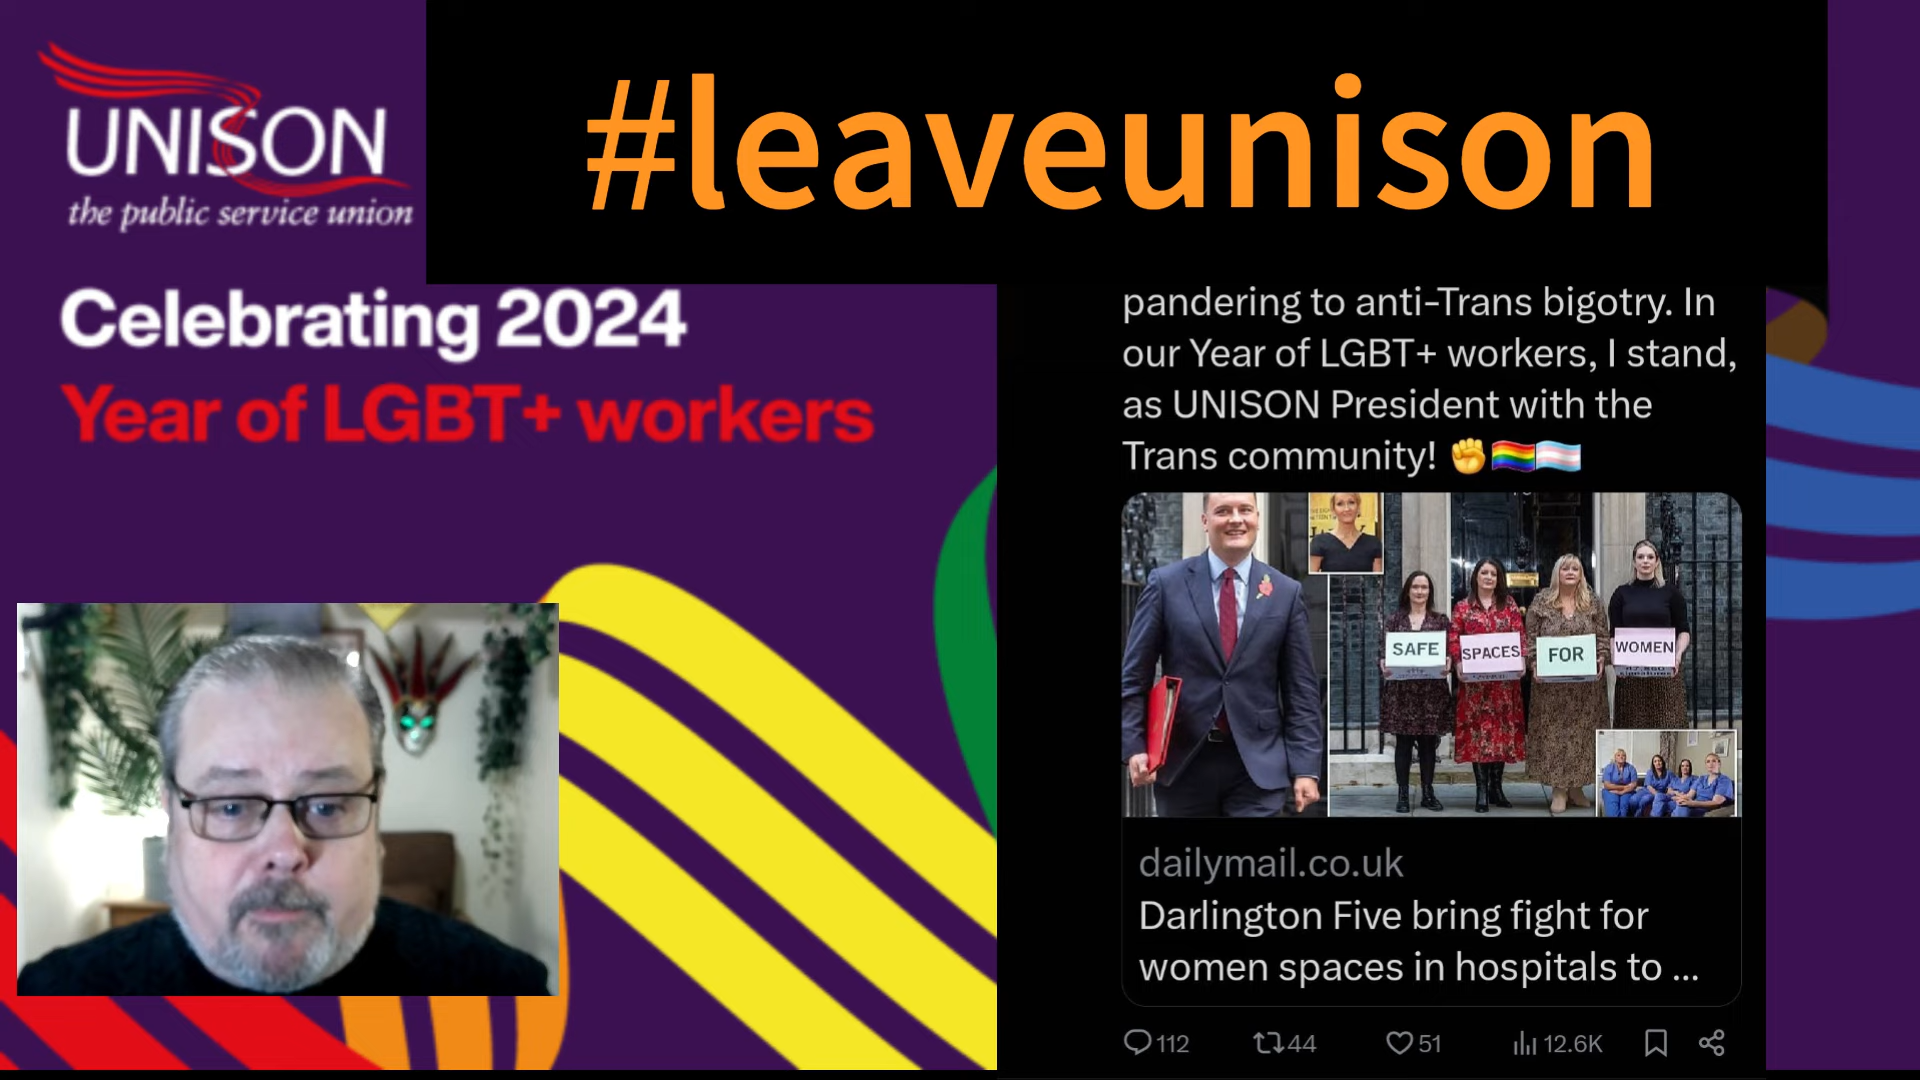 UNISON
the public service union
#leaveunison
Celebrating 2024
Year of LGBT+ workers
pandering to anti-Trans bigotry. In
our Year of LGBT+ workers, I stand,
as UNISON President with the
Trans community! ✊🏳️‍🌈🏳️‍⚧️
SAFE
SPACES
FOR
WOMEN
dailymail.co.uk
Darlington Five bring fight for
women spaces in hospitals to ...
112
44
51
12.6K